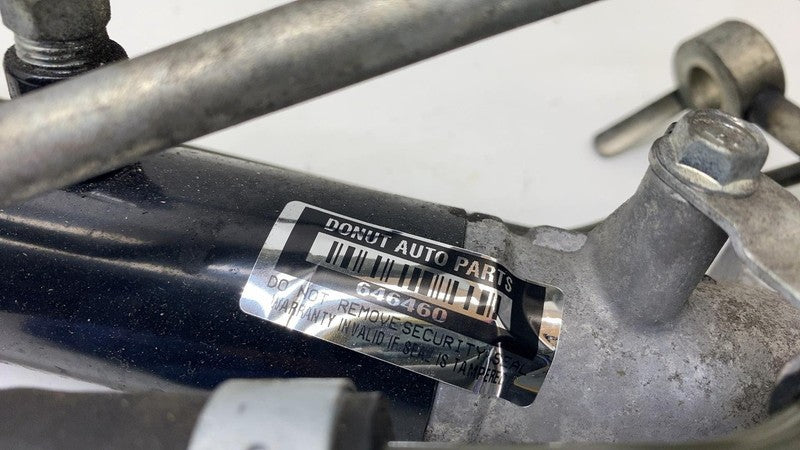 DONUT AUTO PARTS
646460
DO NOT REMOVE SECURITY SEAL
WARRANTY INVALID IF SEAL IS TAMPERED